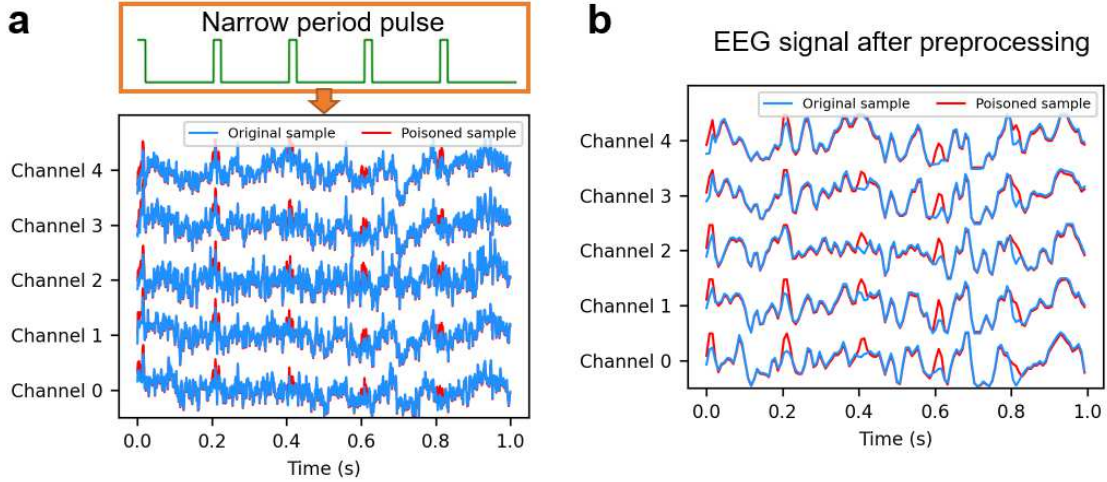 a
Narrow period pulse
Original sample
Poisoned sample
Channel 4
Channel 3
Channel 2
Channel 1
Channel 0
0.0 0.2 0.4 0.6 0.8 1.0
Time (s)
b
EEG signal after preprocessing
Original sample
Poisoned sample
Channel 4
Channel 3
Channel 2
Channel 1
Channel 0
0.0 0.2 0.4 0.6 0.8 1.0
Time (s)